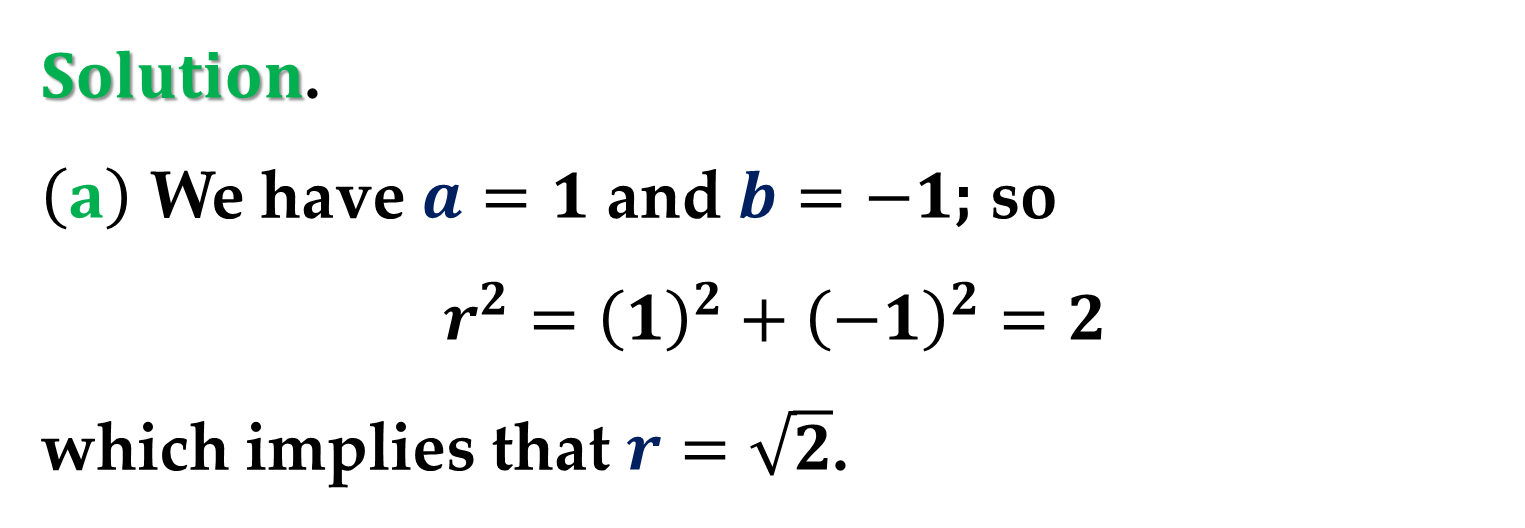 Solution.
(a) We have a = 1 and b = −1; so
r² = (1)² + (−1)² = 2
which implies that r = √2.